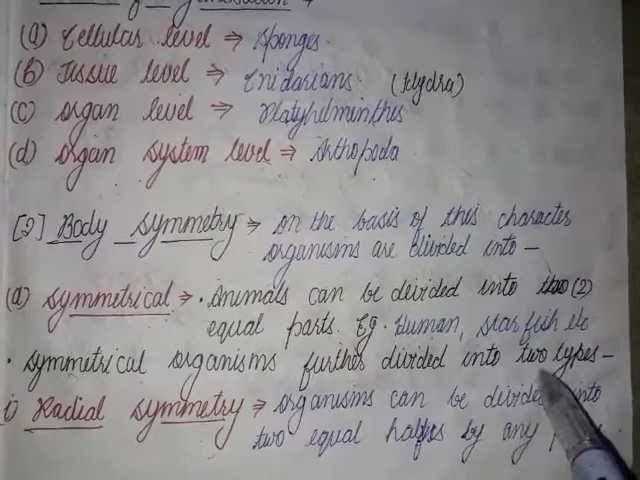 (a) Cellular level ⇒ Sponges.
(b) Tissue level ⇒ Cnidarians. (Hydra)
(c) Organ level ⇒ Platyhelminthes
(d) Organ system level ⇒ Arthopoda
[2] Body symmetry ⇒ On the basis of this character
organisms are divided into —
(a) Symmetrical ⇒ • Animals can be devided into two (2)
equal parts. Eg. Human, star fish etc
• Symmetrical organisms further divided into two types —
i) Radial symmetry ⇒ Organisms can be divided into
two equal halfs by any